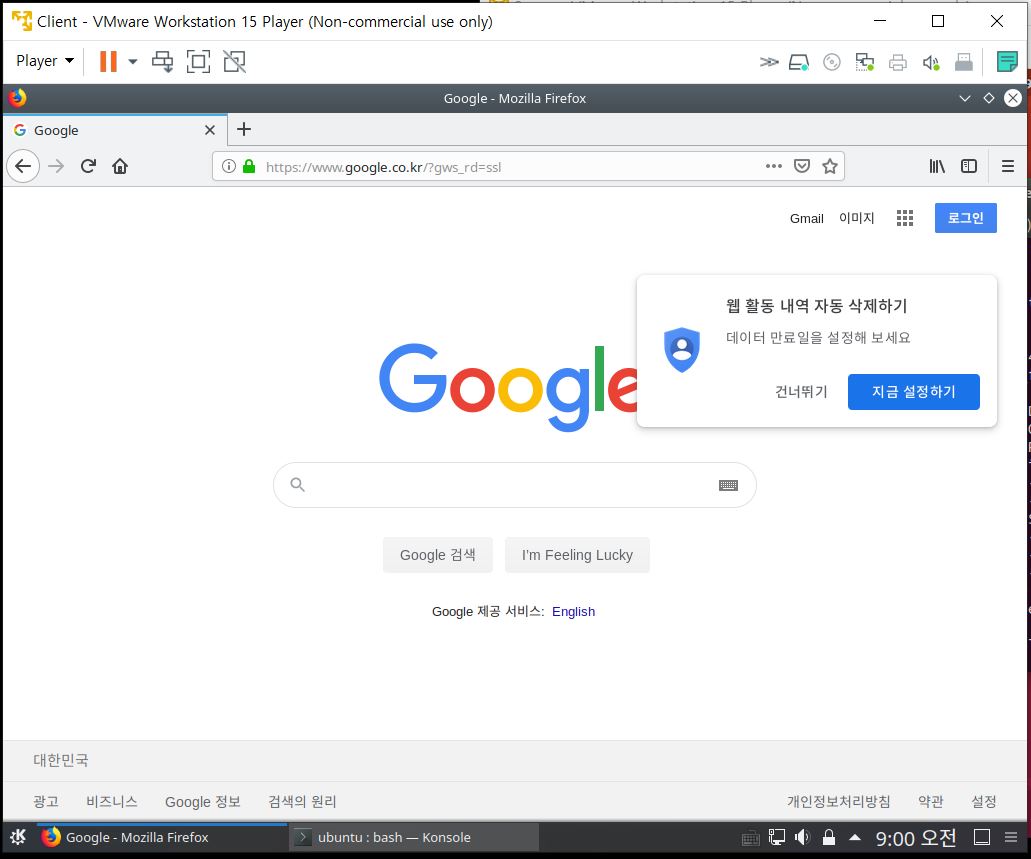 Client - VMware Workstation 15 Player (Non-commercial use only)
Player
Google - Mozilla Firefox
Google
https://www.google.co.kr/?gws_rd=ssl
Gmail 이미지 로그인
웹 활동 내역 자동 삭제하기
데이터 만료일을 설정해 보세요
건너뛰기 지금 설정하기
Google
Google 검색 I'm Feeling Lucky
Google 제공 서비스: English
대한민국
광고 비즈니스 Google 정보 검색의 원리 개인정보처리방침 약관 설정
Google - Mozilla Firefox ubuntu : bash — Konsole 9:00 오전